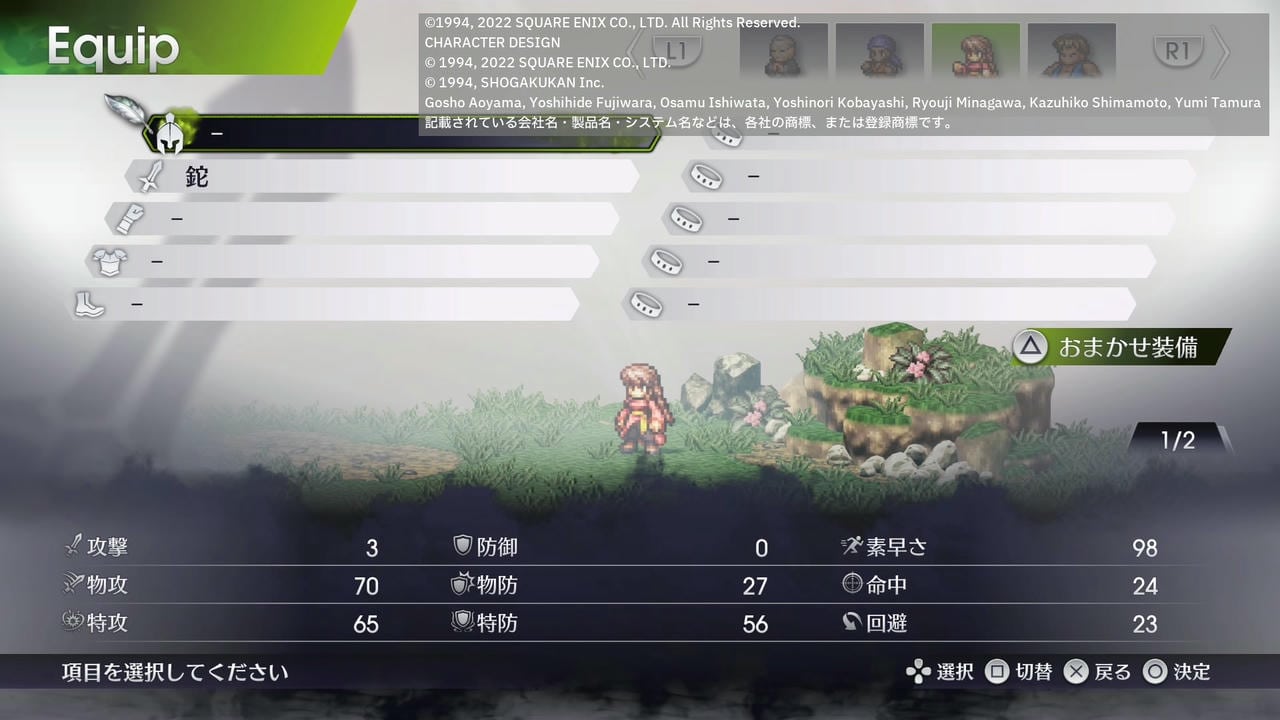 Equip
©1994, 2022 SQUARE ENIX CO., LTD. All Rights Reserved.
CHARACTER DESIGN
© 1994, 2022 SQUARE ENIX CO., LTD.
© 1994, SHOGAKUKAN Inc.
Gosho Aoyama, Yoshihide Fujiwara, Osamu Ishiwata, Yoshinori Kobayashi, Ryouji Minagawa, Kazuhiko Shimamoto, Yumi Tamura
記載されている会社名・製品名・システム名などは、各社の商標、または登録商標です。
L1
R1
–
–
鉈
–
–
–
–
–
–
–
おまかせ装備
1/2
攻撃 3 防御 0 素早さ 98
物攻 70 物防 27 命中 24
特攻 65 特防 56 回避 23
項目を選択してください 選択 切替 戻る 決定